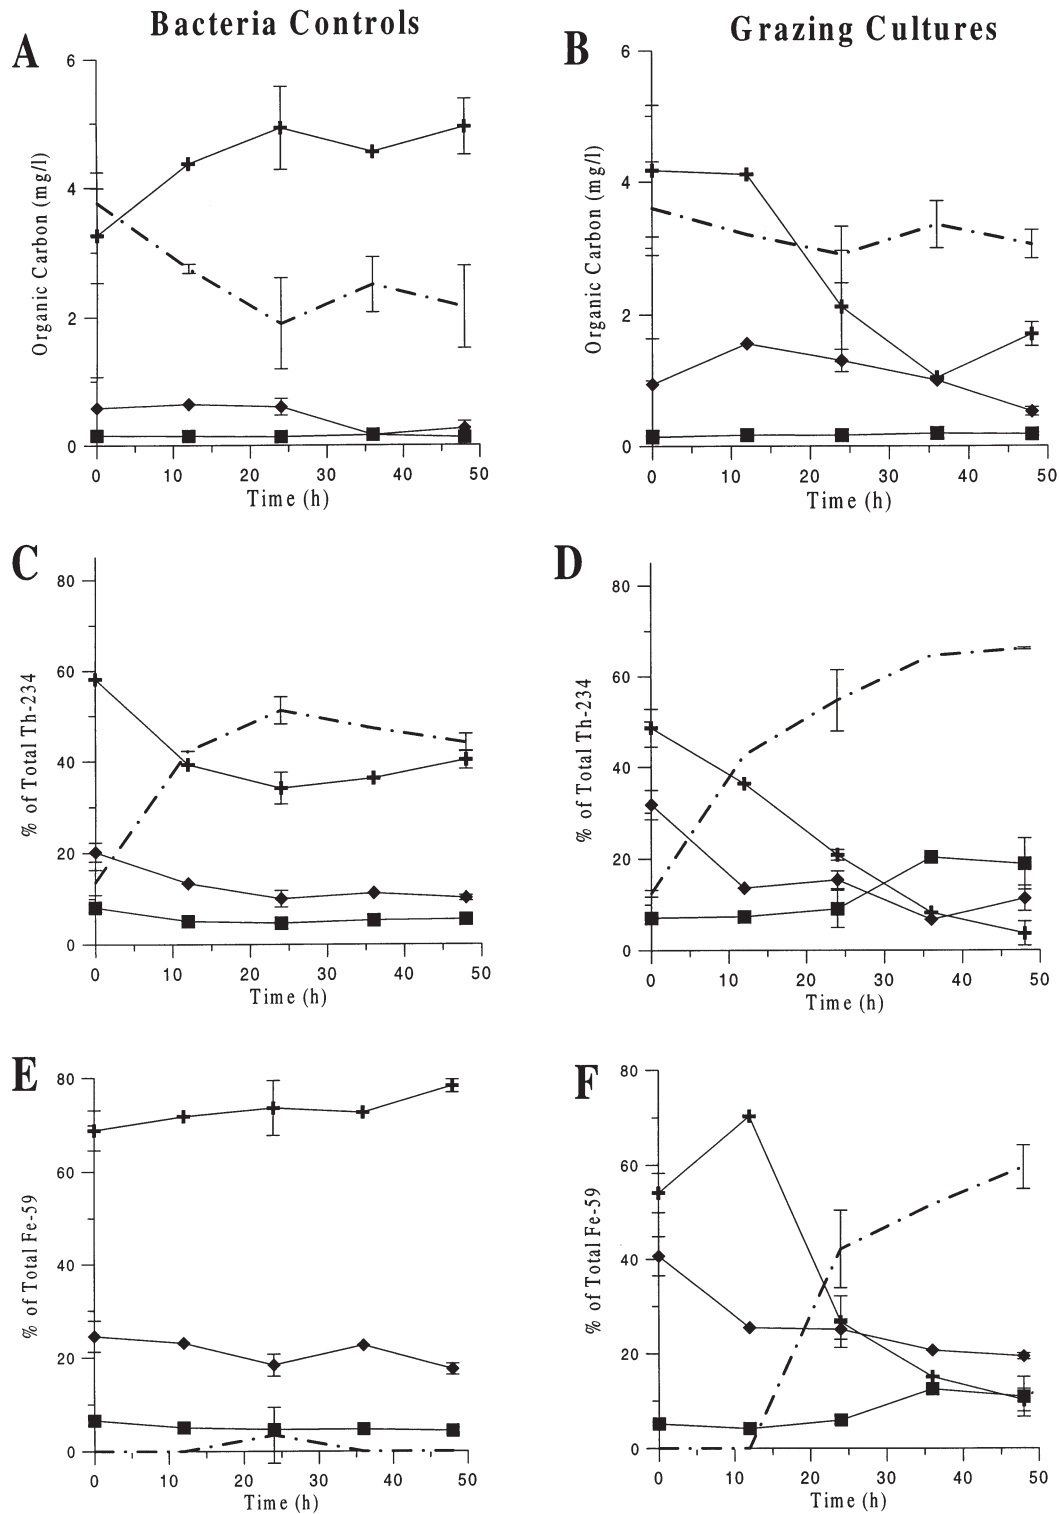 Bacteria Controls
Grazing Cultures
A
6
4
2
0
Organic Carbon (mg/l)
0 10 20 30 40 50
Time (h)
B
6
4
2
0
Organic Carbon (mg/l)
0 10 20 30 40 50
Time (h)
C
80
60
40
20
0
% of Total Th-234
0 10 20 30 40 50
Time (h)
D
80
60
40
20
0
% of Total Th-234
0 10 20 30 40 50
Time (h)
E
80
60
40
20
0
% of Total Fe-59
0 10 20 30 40 50
Time (h)
F
80
60
40
20
0
% of Total Fe-59
0 10 20 30 40 50
Time (h)